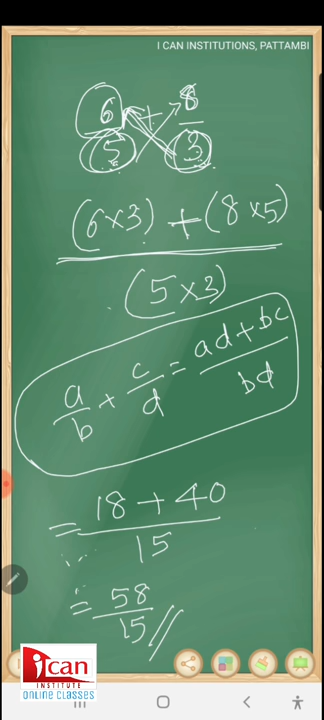 I CAN INSTITUTIONS, PATTAMBI
6/5 + 8/3
(6×3) + (8×5)
(5×3)
a/b + c/d = ad+bc/bd
= 18+40/15
= 58/15 //
ican
INSTITUTE
online CLASSES